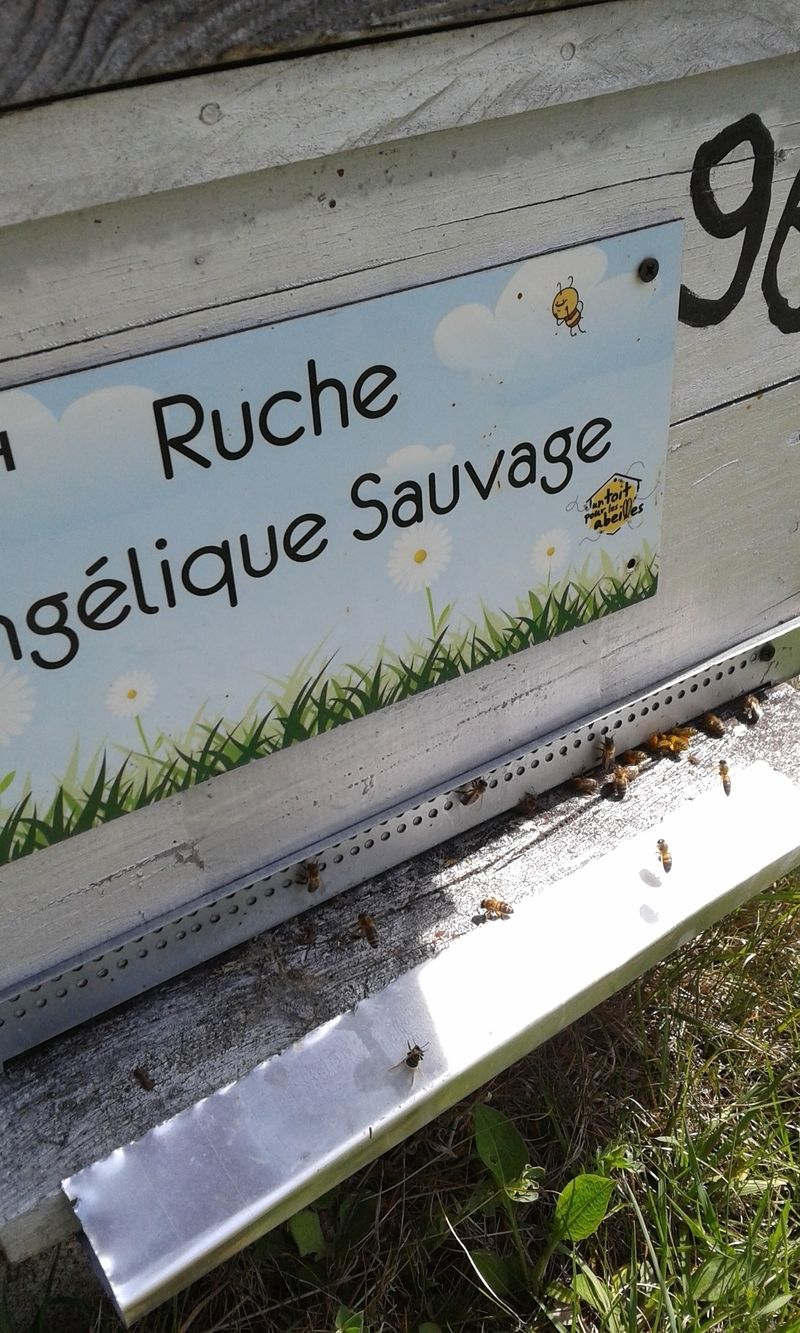 96
Ruche
ngélique Sauvage
un toit
pour les
abeilles